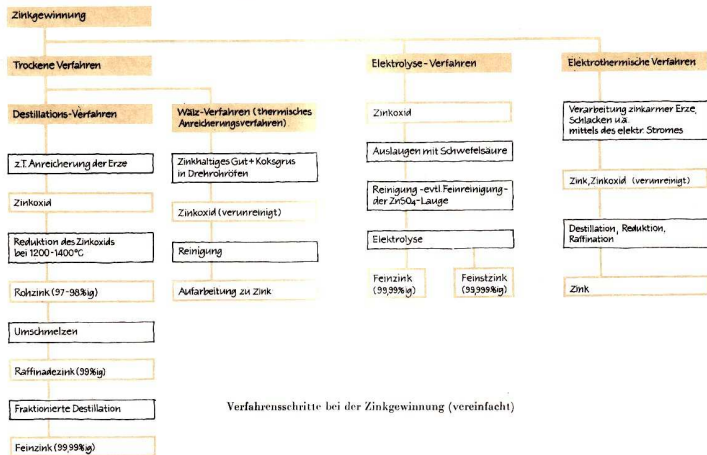 Zinkgewinnung
Trockene Verfahren
Destillations-Verfahren
z.T. Anreicherung der Erze
Zinkoxid
Reduktion des Zinkoxids
bei 1200-1400°C
Rohzink (97-98%ig)
Umschmelzen
Raffinadezink (99%ig)
Fraktionierte Destillation
Feinzink (99,99%ig)
Wälz-Verfahren (thermisches
Anreicherungsverfahren)
Zinkhaltiges Gut + Koksgrus
in Drehrohröfen
Zinkoxid (verunreinigt)
Reinigung
Aufarbeitung zu Zink
Elektrolyse-Verfahren
Zinkoxid
Auslaugen mit Schwefelsäure
Reinigung -evtl. Feinreinigung-
der ZnSO₄-Lauge
Elektrolyse
Feinzink
(99,99%ig)
Feinstzink
(99,999%ig)
Elektrothermische Verfahren
Verarbeitung zinkarmer Erze,
Schlacken u.ä.
mittels des elektr. Stromes
Zink, Zinkoxid (verunreinigt)
Destillation, Reduktion,
Raffination
Zink
Verfahrensschritte bei der Zinkgewinnung (vereinfacht)